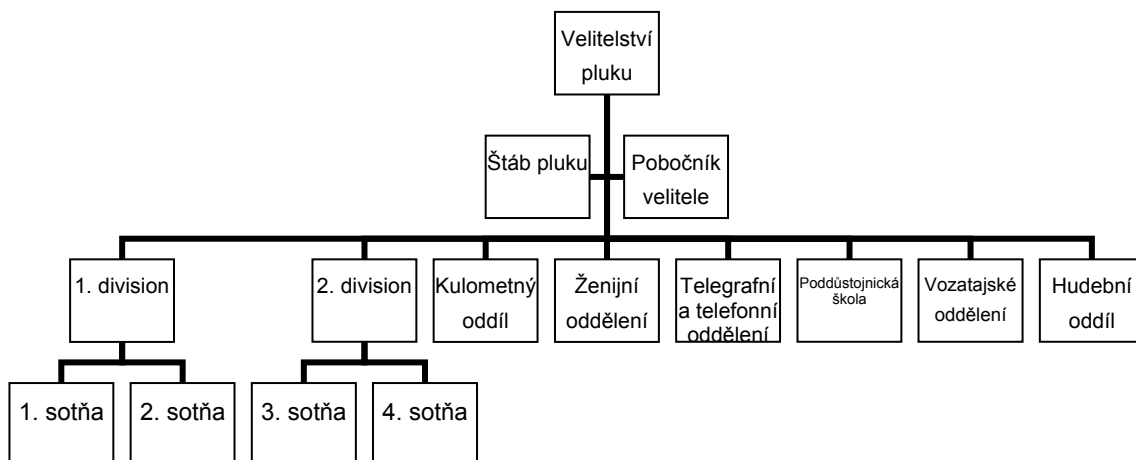 Velitelství
pluku
Štáb pluku
Pobočník
velitele
1. division
2. division
Kulometný
oddíl
Ženijní
oddělení
Telegrafní
a telefonní
oddělení
Poddůstojnická
škola
Vozatajské
oddělení
Hudební
oddíl
1. sotňa
2. sotňa
3. sotňa
4. sotňa